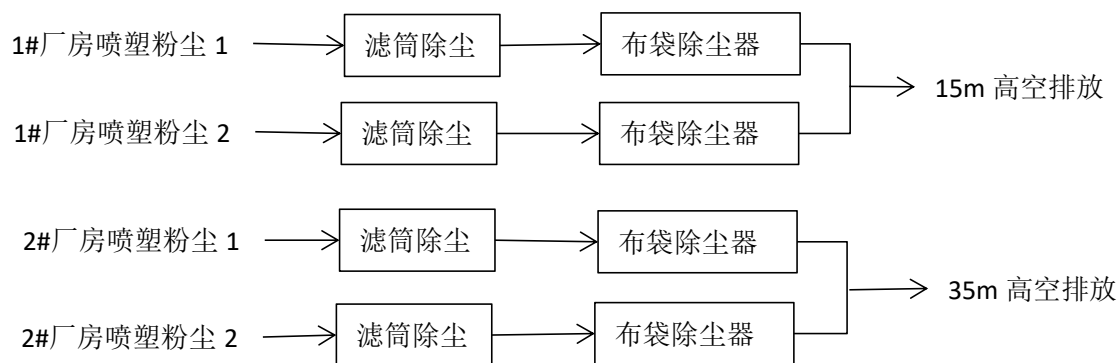 1#厂房喷塑粉尘 1
滤筒除尘
布袋除尘器
15m 高空排放
1#厂房喷塑粉尘 2
滤筒除尘
布袋除尘器
2#厂房喷塑粉尘 1
滤筒除尘
布袋除尘器
35m 高空排放
2#厂房喷塑粉尘 2
滤筒除尘
布袋除尘器